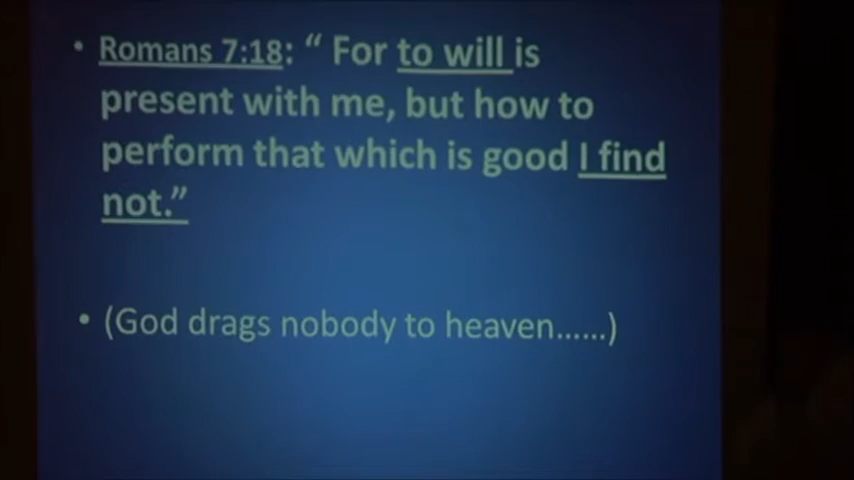 • Romans 7:18: “ For to will is
present with me, but how to
perform that which is good I find
not.”
• (God drags nobody to heaven......)